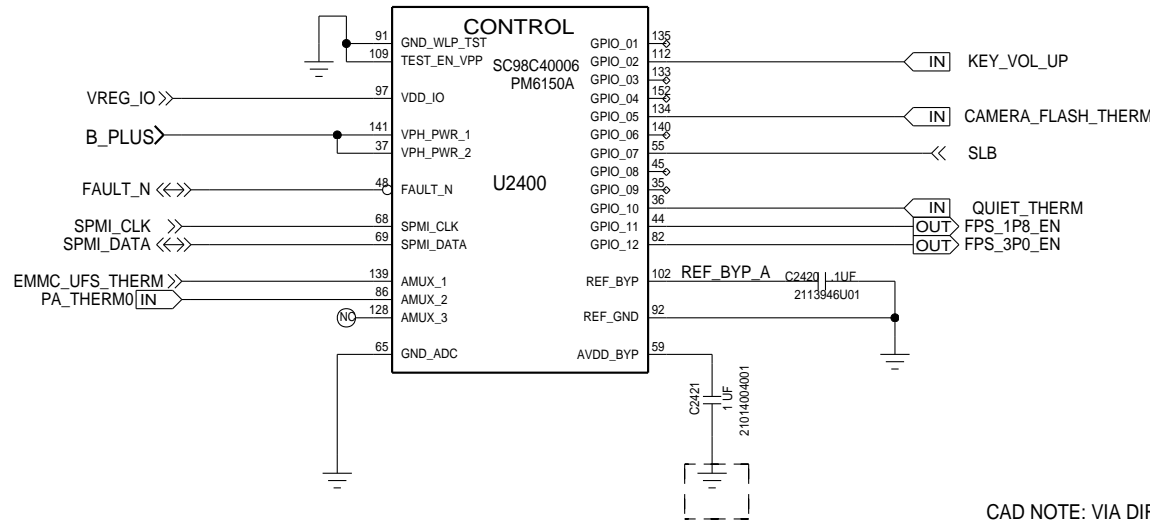 CONTROL
SC98C40006
PM6150A
U2400
91 GND_WLP_TST
109 TEST_EN_VPP
VREG_IO 97 VDD_IO
B_PLUS 141 VPH_PWR_1
37 VPH_PWR_2
FAULT_N 48 FAULT_N
SPMI_CLK 68 SPMI_CLK
SPMI_DATA 69 SPMI_DATA
EMMC_UFS_THERM 139 AMUX_1
PA_THERM0 IN 86 AMUX_2
NC 128 AMUX_3
65 GND_ADC
GPIO_01 135
GPIO_02 112 IN KEY_VOL_UP
GPIO_03 133
GPIO_04 152
GPIO_05 134 IN CAMERA_FLASH_THERM
GPIO_06 140
GPIO_07 55 SLB
GPIO_08 45
GPIO_09 35
GPIO_10 36 IN QUIET_THERM
GPIO_11 44 OUT FPS_1P8_EN
GPIO_12 82 OUT FPS_3P0_EN
REF_BYP 102 REF_BYP_A C2420 .1UF
2113946U01
REF_GND 92
AVDD_BYP 59
C2421
1 UF
21014004001
CAD NOTE: VIA